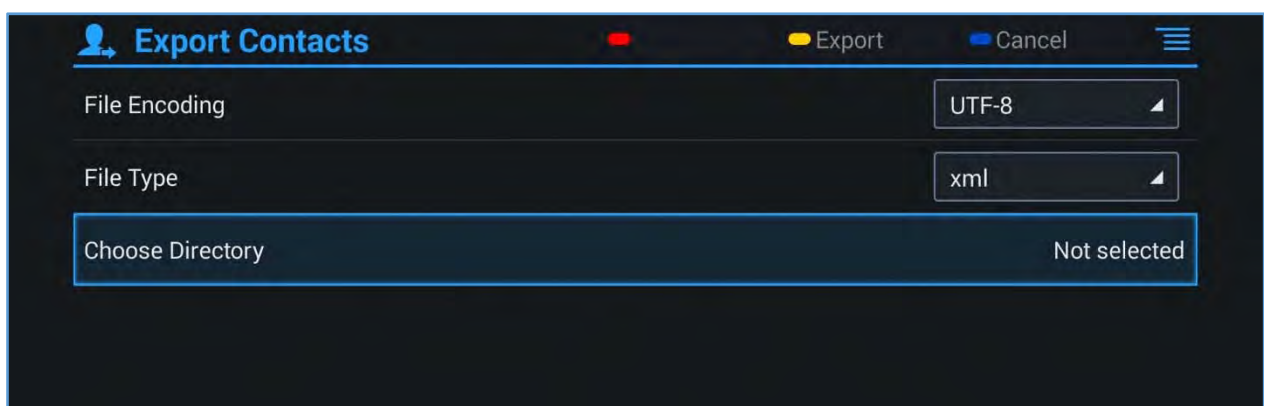 Export Contacts Export Cancel
File Encoding UTF-8
File Type xml
Choose Directory Not selected